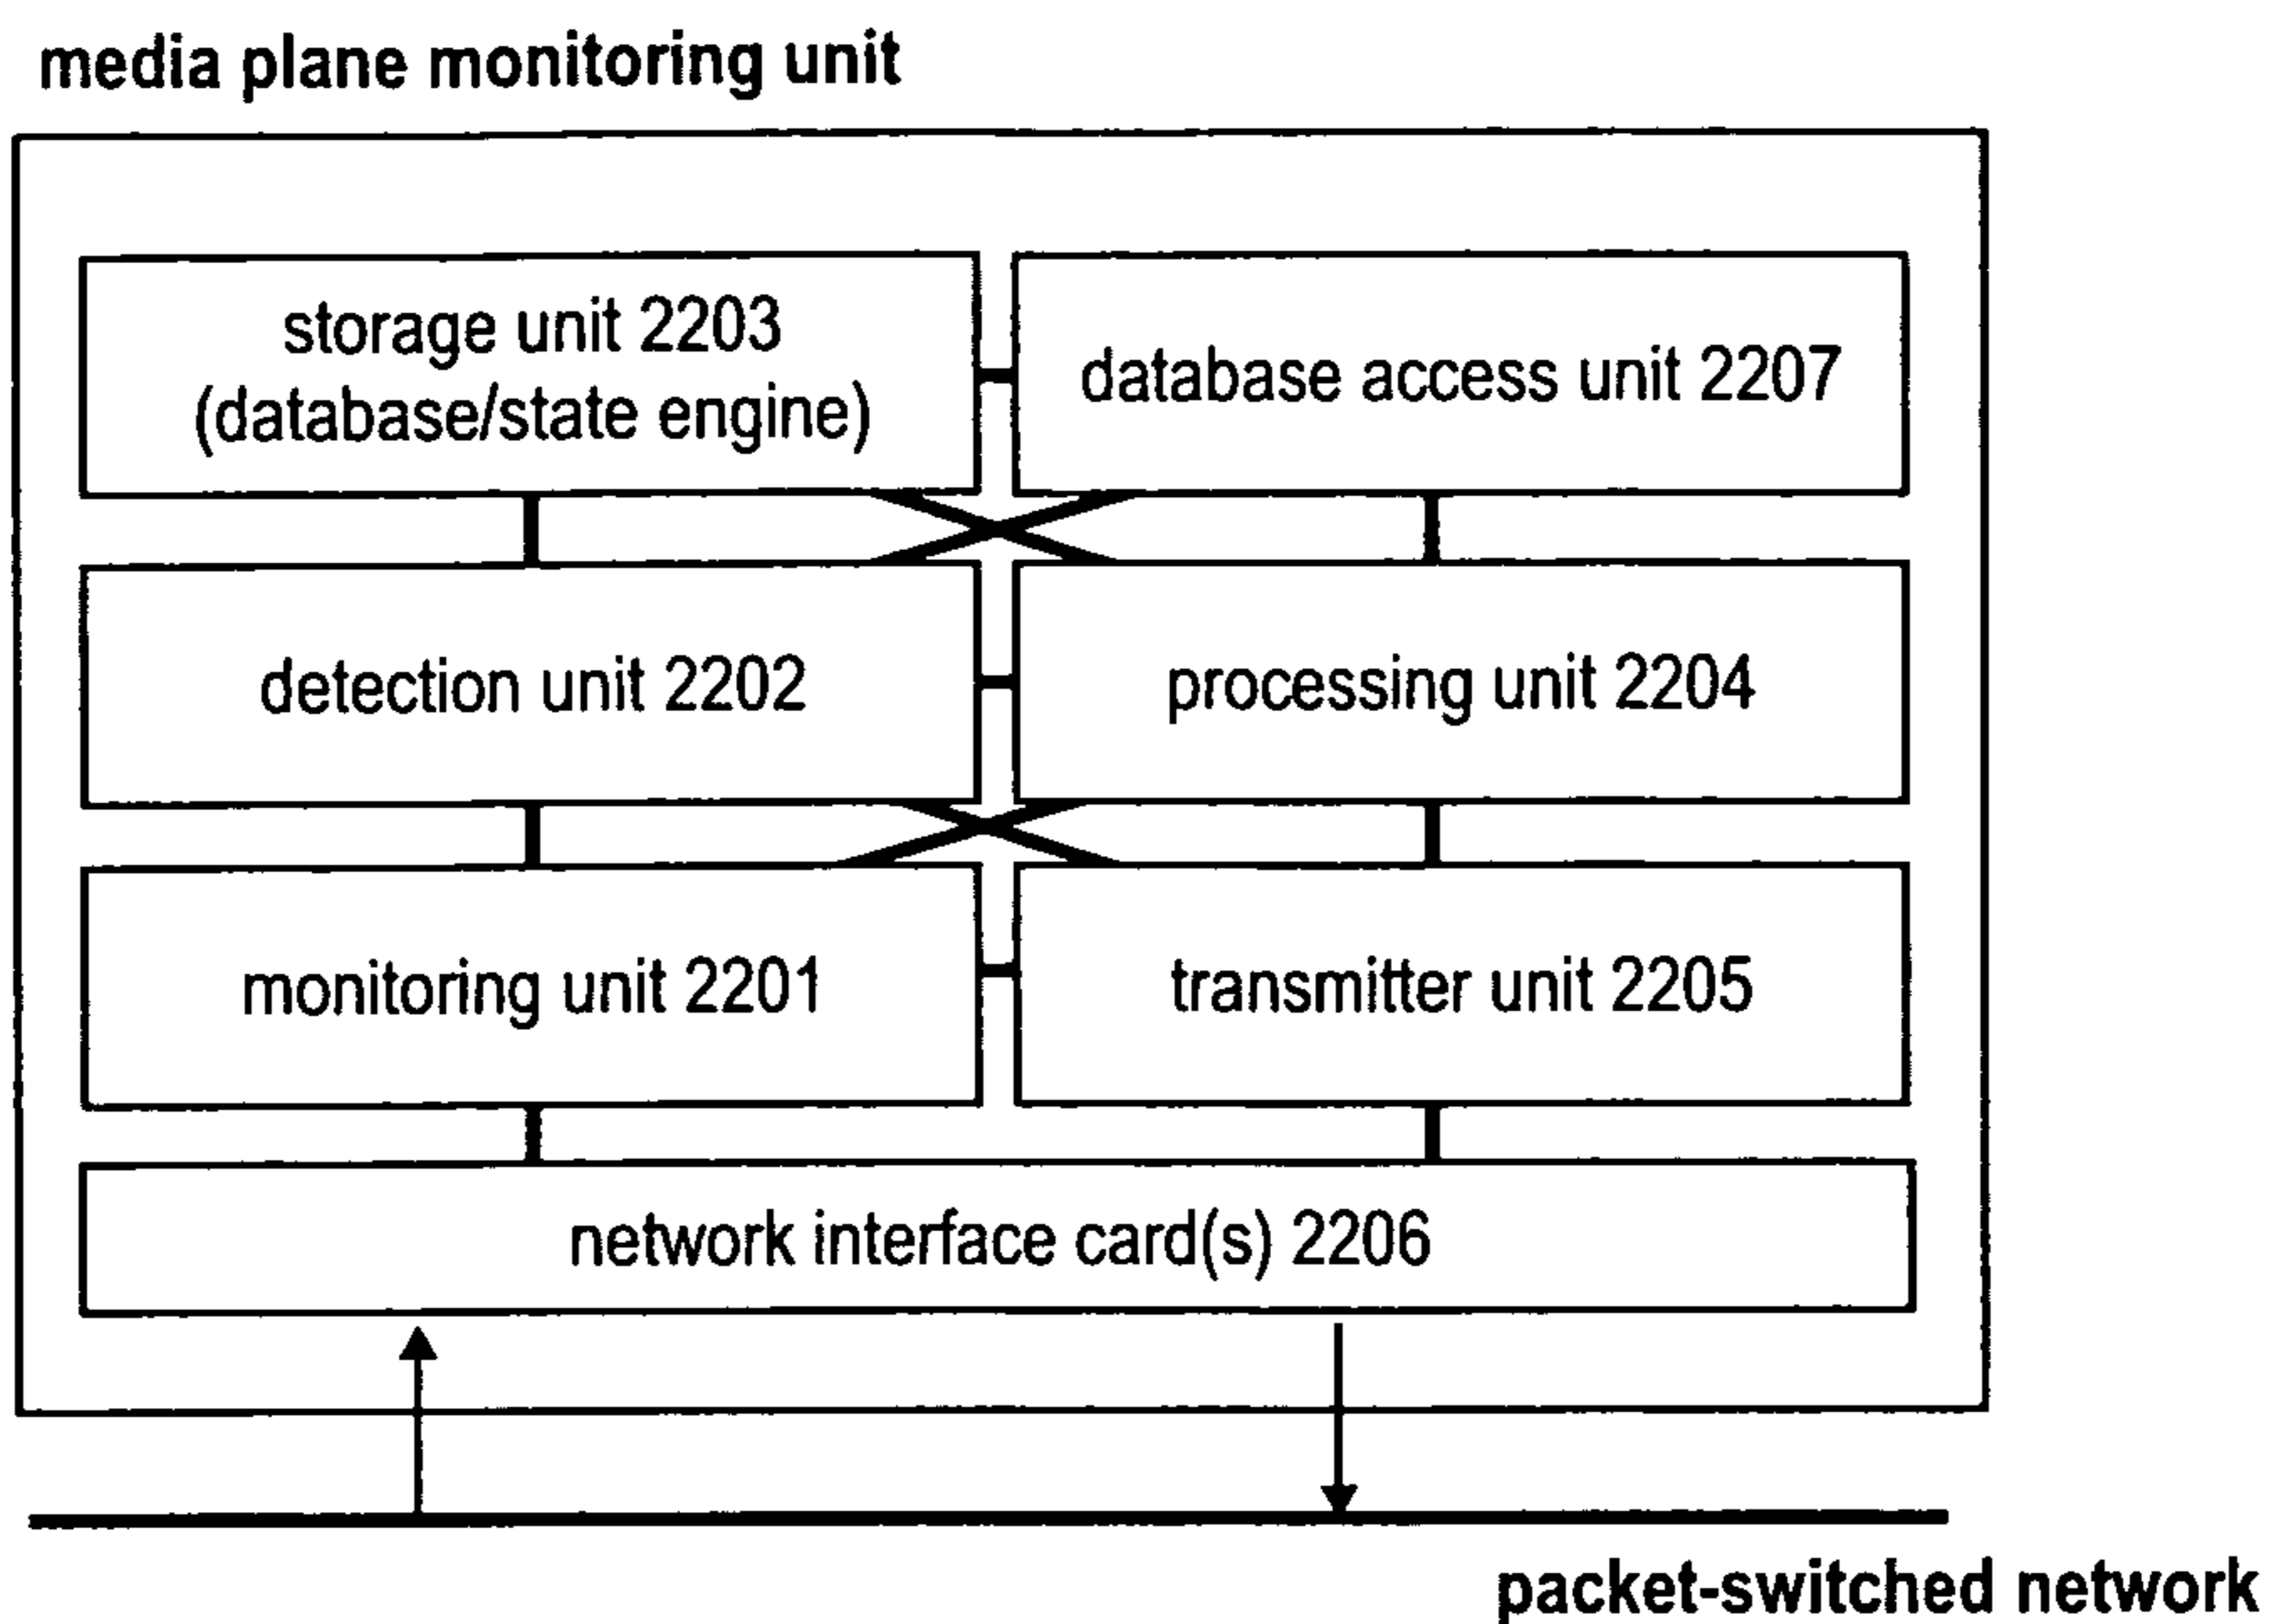 media plane monitoring unit
storage unit 2203
(database/state engine)
database access unit 2207
detection unit 2202
processing unit 2204
monitoring unit 2201
transmitter unit 2205
network interface card(s) 2206
packet-switched network